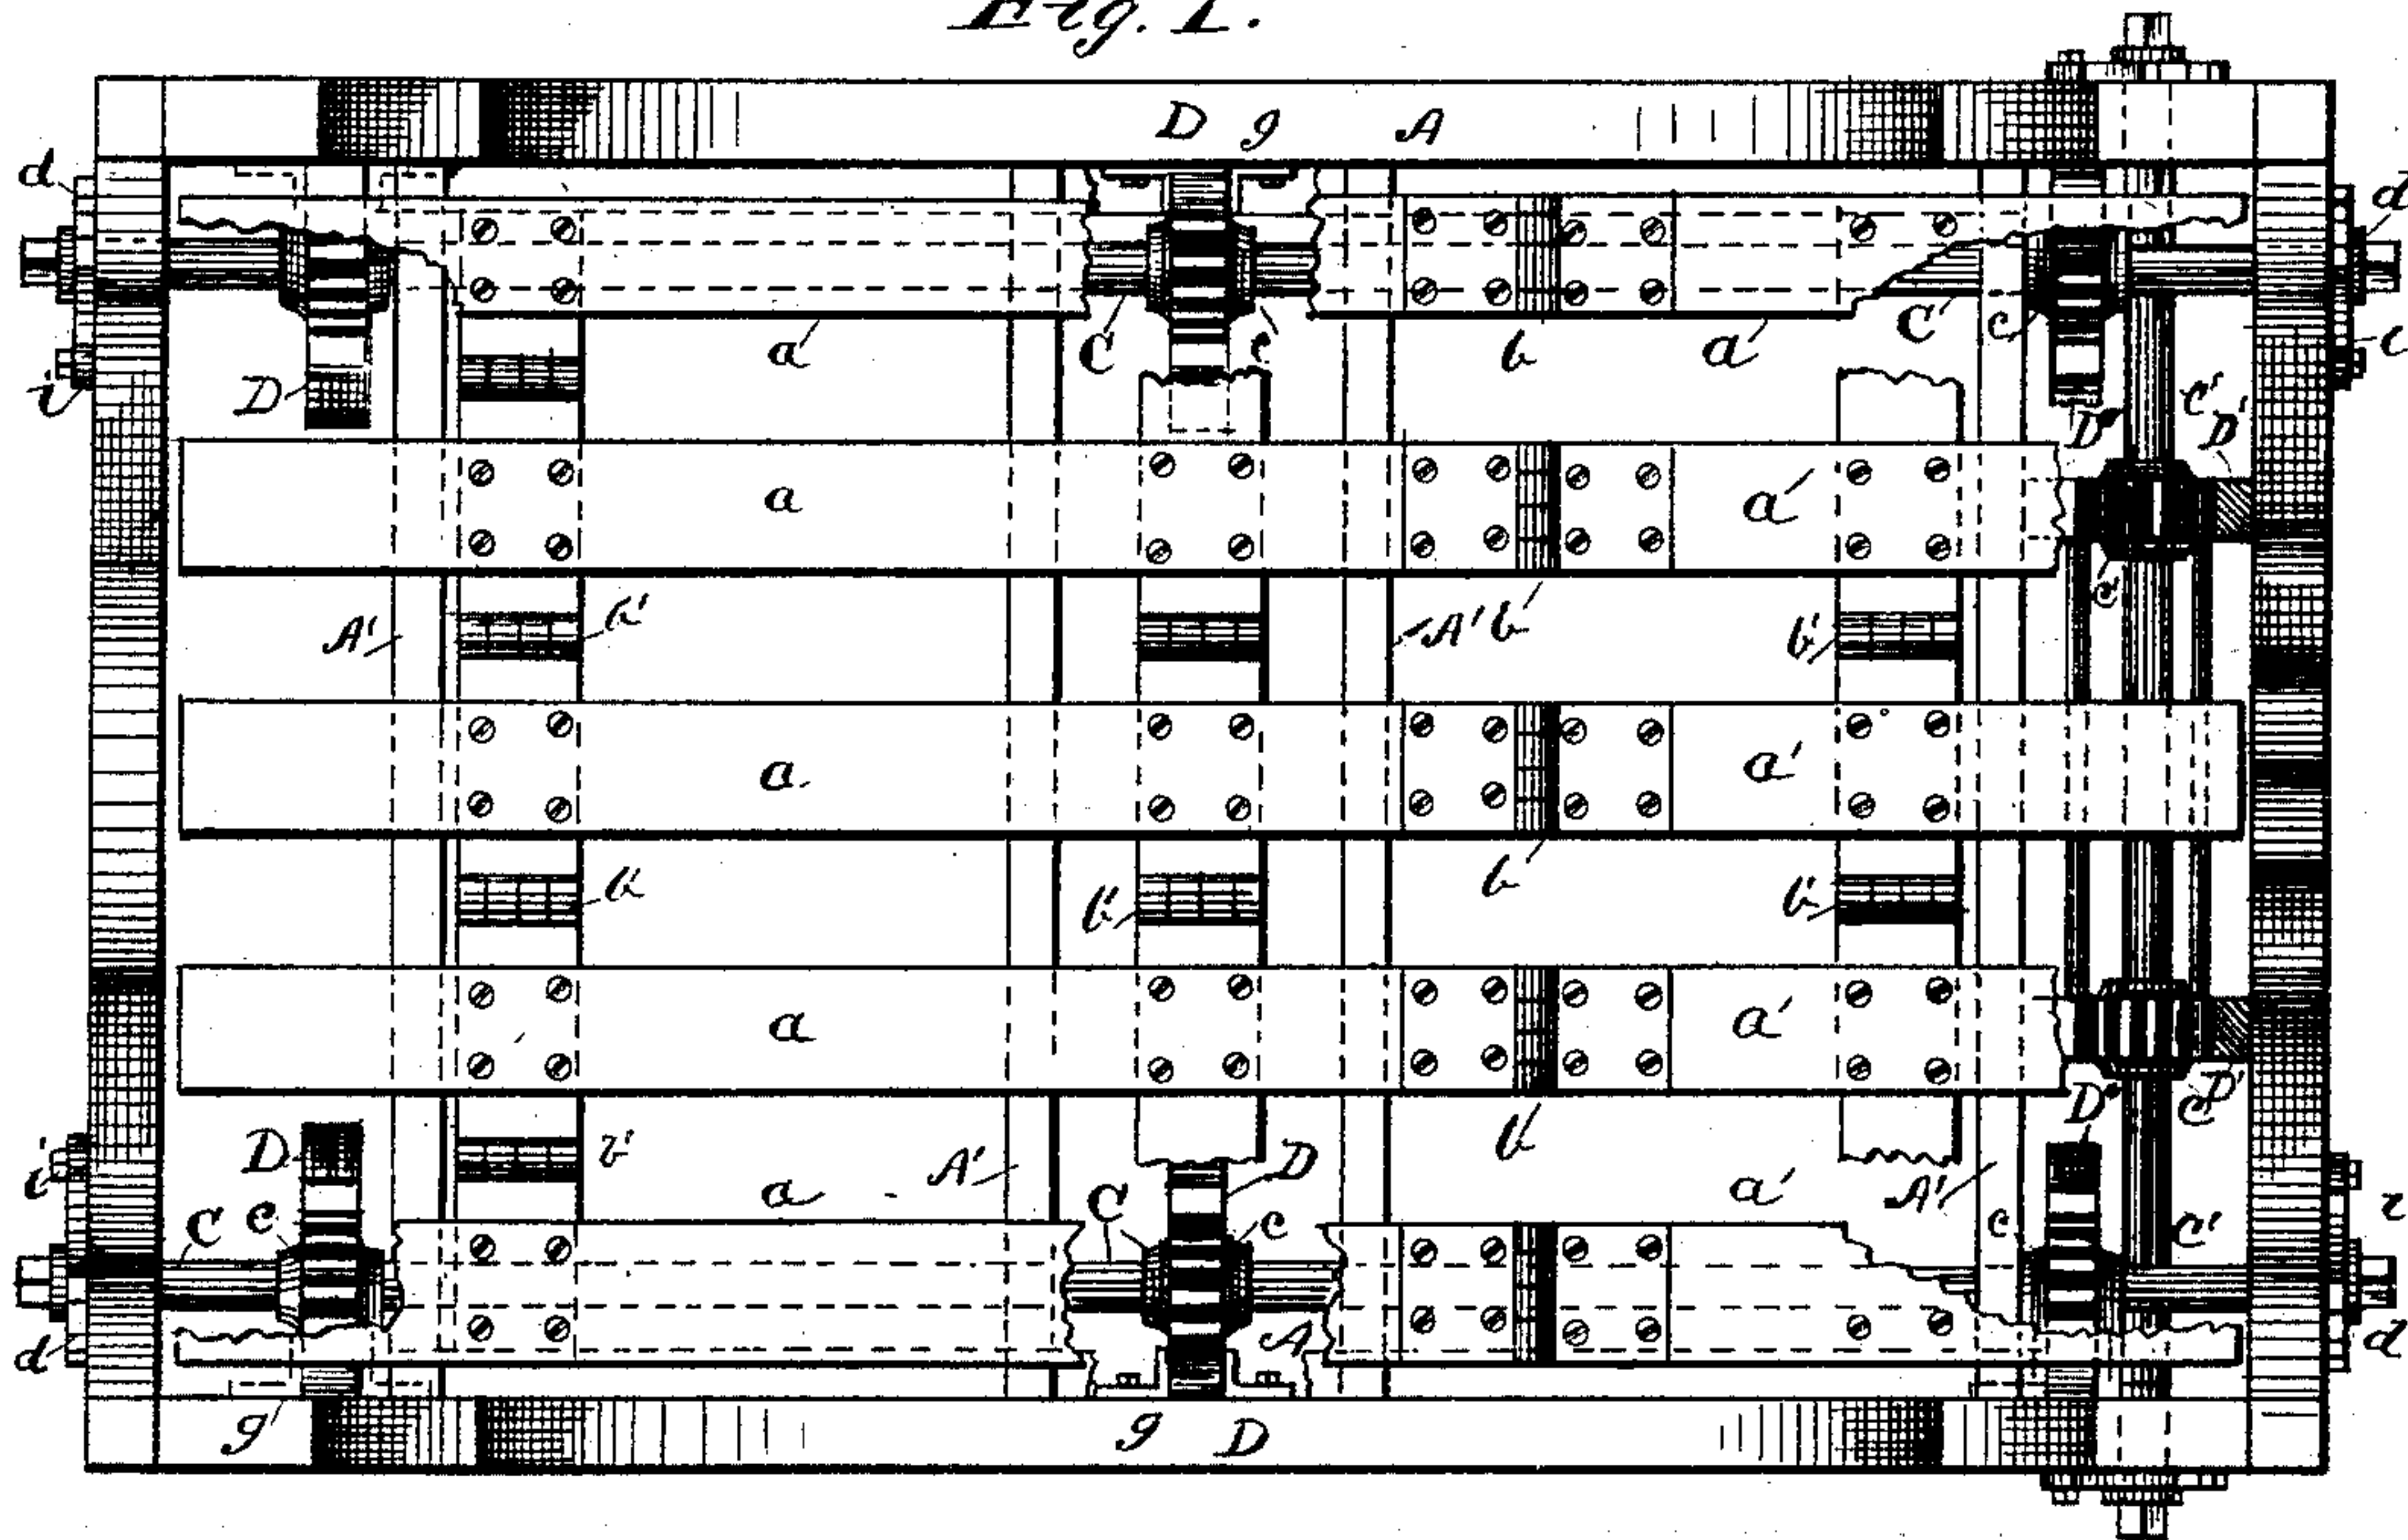 Fig. 1.
D g A
d d
a' C c b a' C c
i D i
C' D D'
a a'
c'
A' b' A' b b' 
a a'
b' b' b b'
a a'
D c' D'
i D b' A' D b a' A' D
a
C c C c c C' i
A
d d
g g D